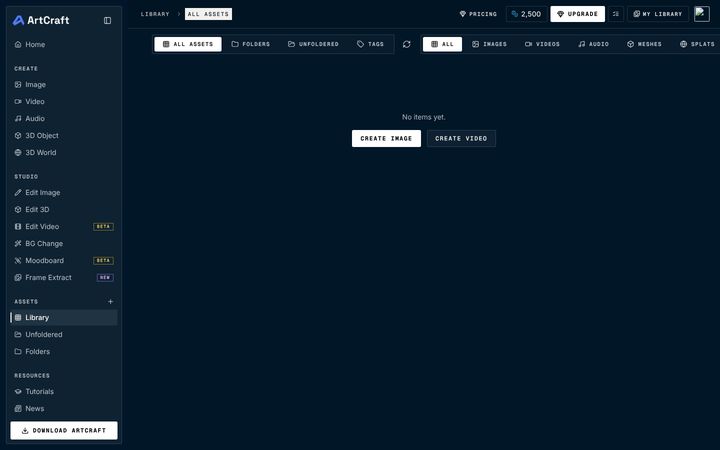 ArtCraft
Home
CREATE
Image
Video
Audio
3D Object
3D World
STUDIO
Edit Image
Edit 3D
Edit Video BETA
BG Change
Moodboard BETA
Frame Extract NEW
ASSETS
Library
Unfoldered
Folders
RESOURCES
Tutorials
News
DOWNLOAD ARTCRAFT
LIBRARY ALL ASSETS PRICING 2,500 UPGRADE MY LIBRARY
ALL ASSETS FOLDERS UNFOLDERED TAGS ALL IMAGES VIDEOS AUDIO MESHES SPLATS
No items yet.
CREATE IMAGE CREATE VIDEO